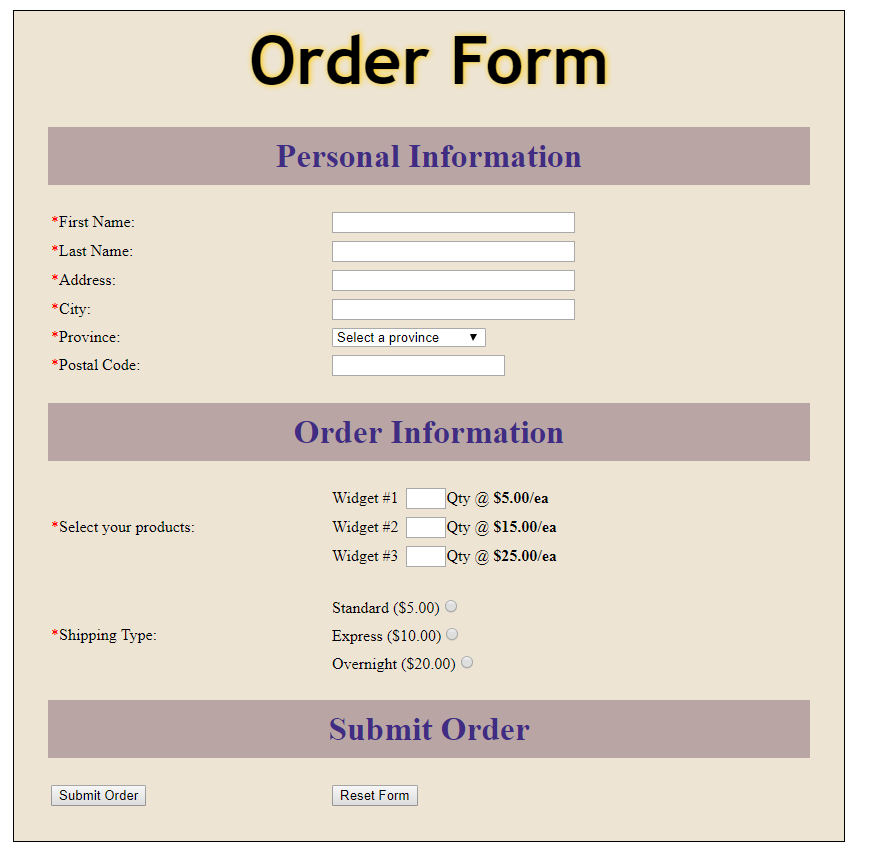 Order Form
Personal Information
*First Name:
*Last Name:
*Address:
*City:
*Province: Select a province
*Postal Code:
Order Information
Widget #1 Qty @ $5.00/ea
*Select your products: Widget #2 Qty @ $15.00/ea
Widget #3 Qty @ $25.00/ea
Standard ($5.00)
*Shipping Type: Express ($10.00)
Overnight ($20.00)
Submit Order
Submit Order Reset Form